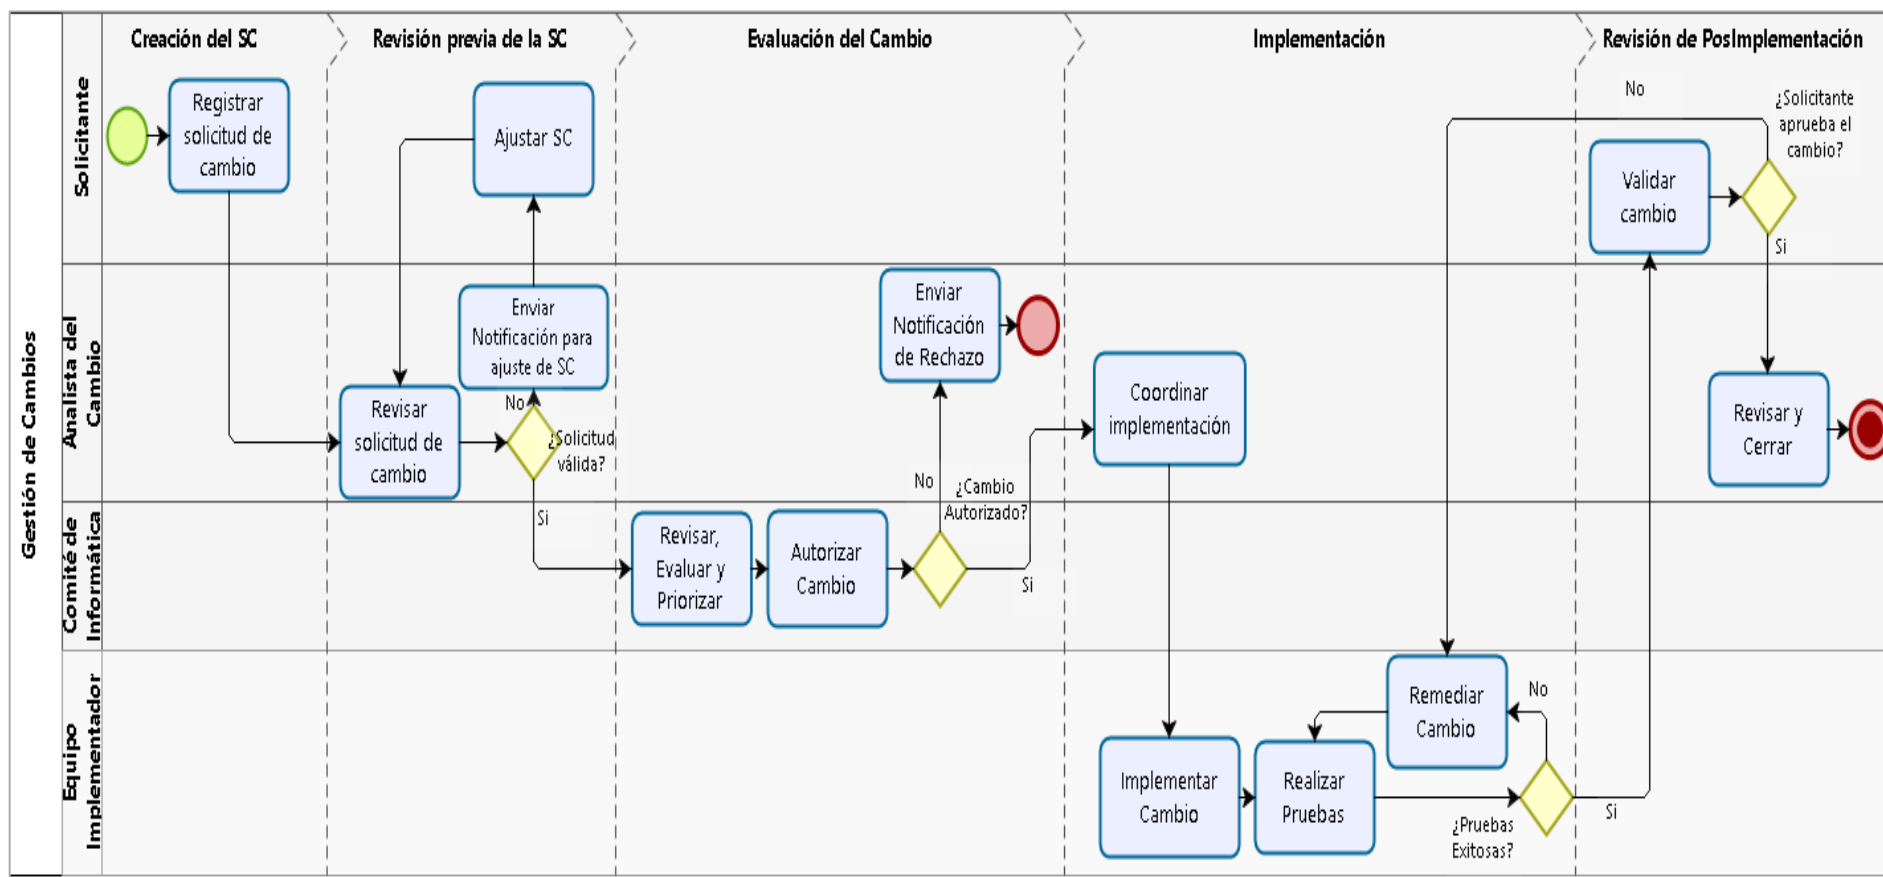 Creación del SC
Revisión previa de la SC
Evaluación del Cambio
Implementación
Revisión de PosImplementación
Gestión de Cambios
Solicitante
Registrar
solicitud de
cambio
Ajustar SC
Validar
cambio
No
¿Solicitante
aprueba el
cambio?
Si
Analista del
Cambio
Revisar
solicitud de
cambio
Enviar
Notificación para
ajuste de SC
No
¿Solicitud
válida?
Si
Enviar
Notificación
de Rechazo
No
¿Cambio
Autorizado?
Si
Coordinar
implementación
Revisar y
Cerrar
Comité de
Informática
Revisar,
Evaluar y
Priorizar
Autorizar
Cambio
Equipo
Implementador
Implementar
Cambio
Realizar
Pruebas
Remediar
Cambio
No
¿Pruebas
Exitosas?
Si